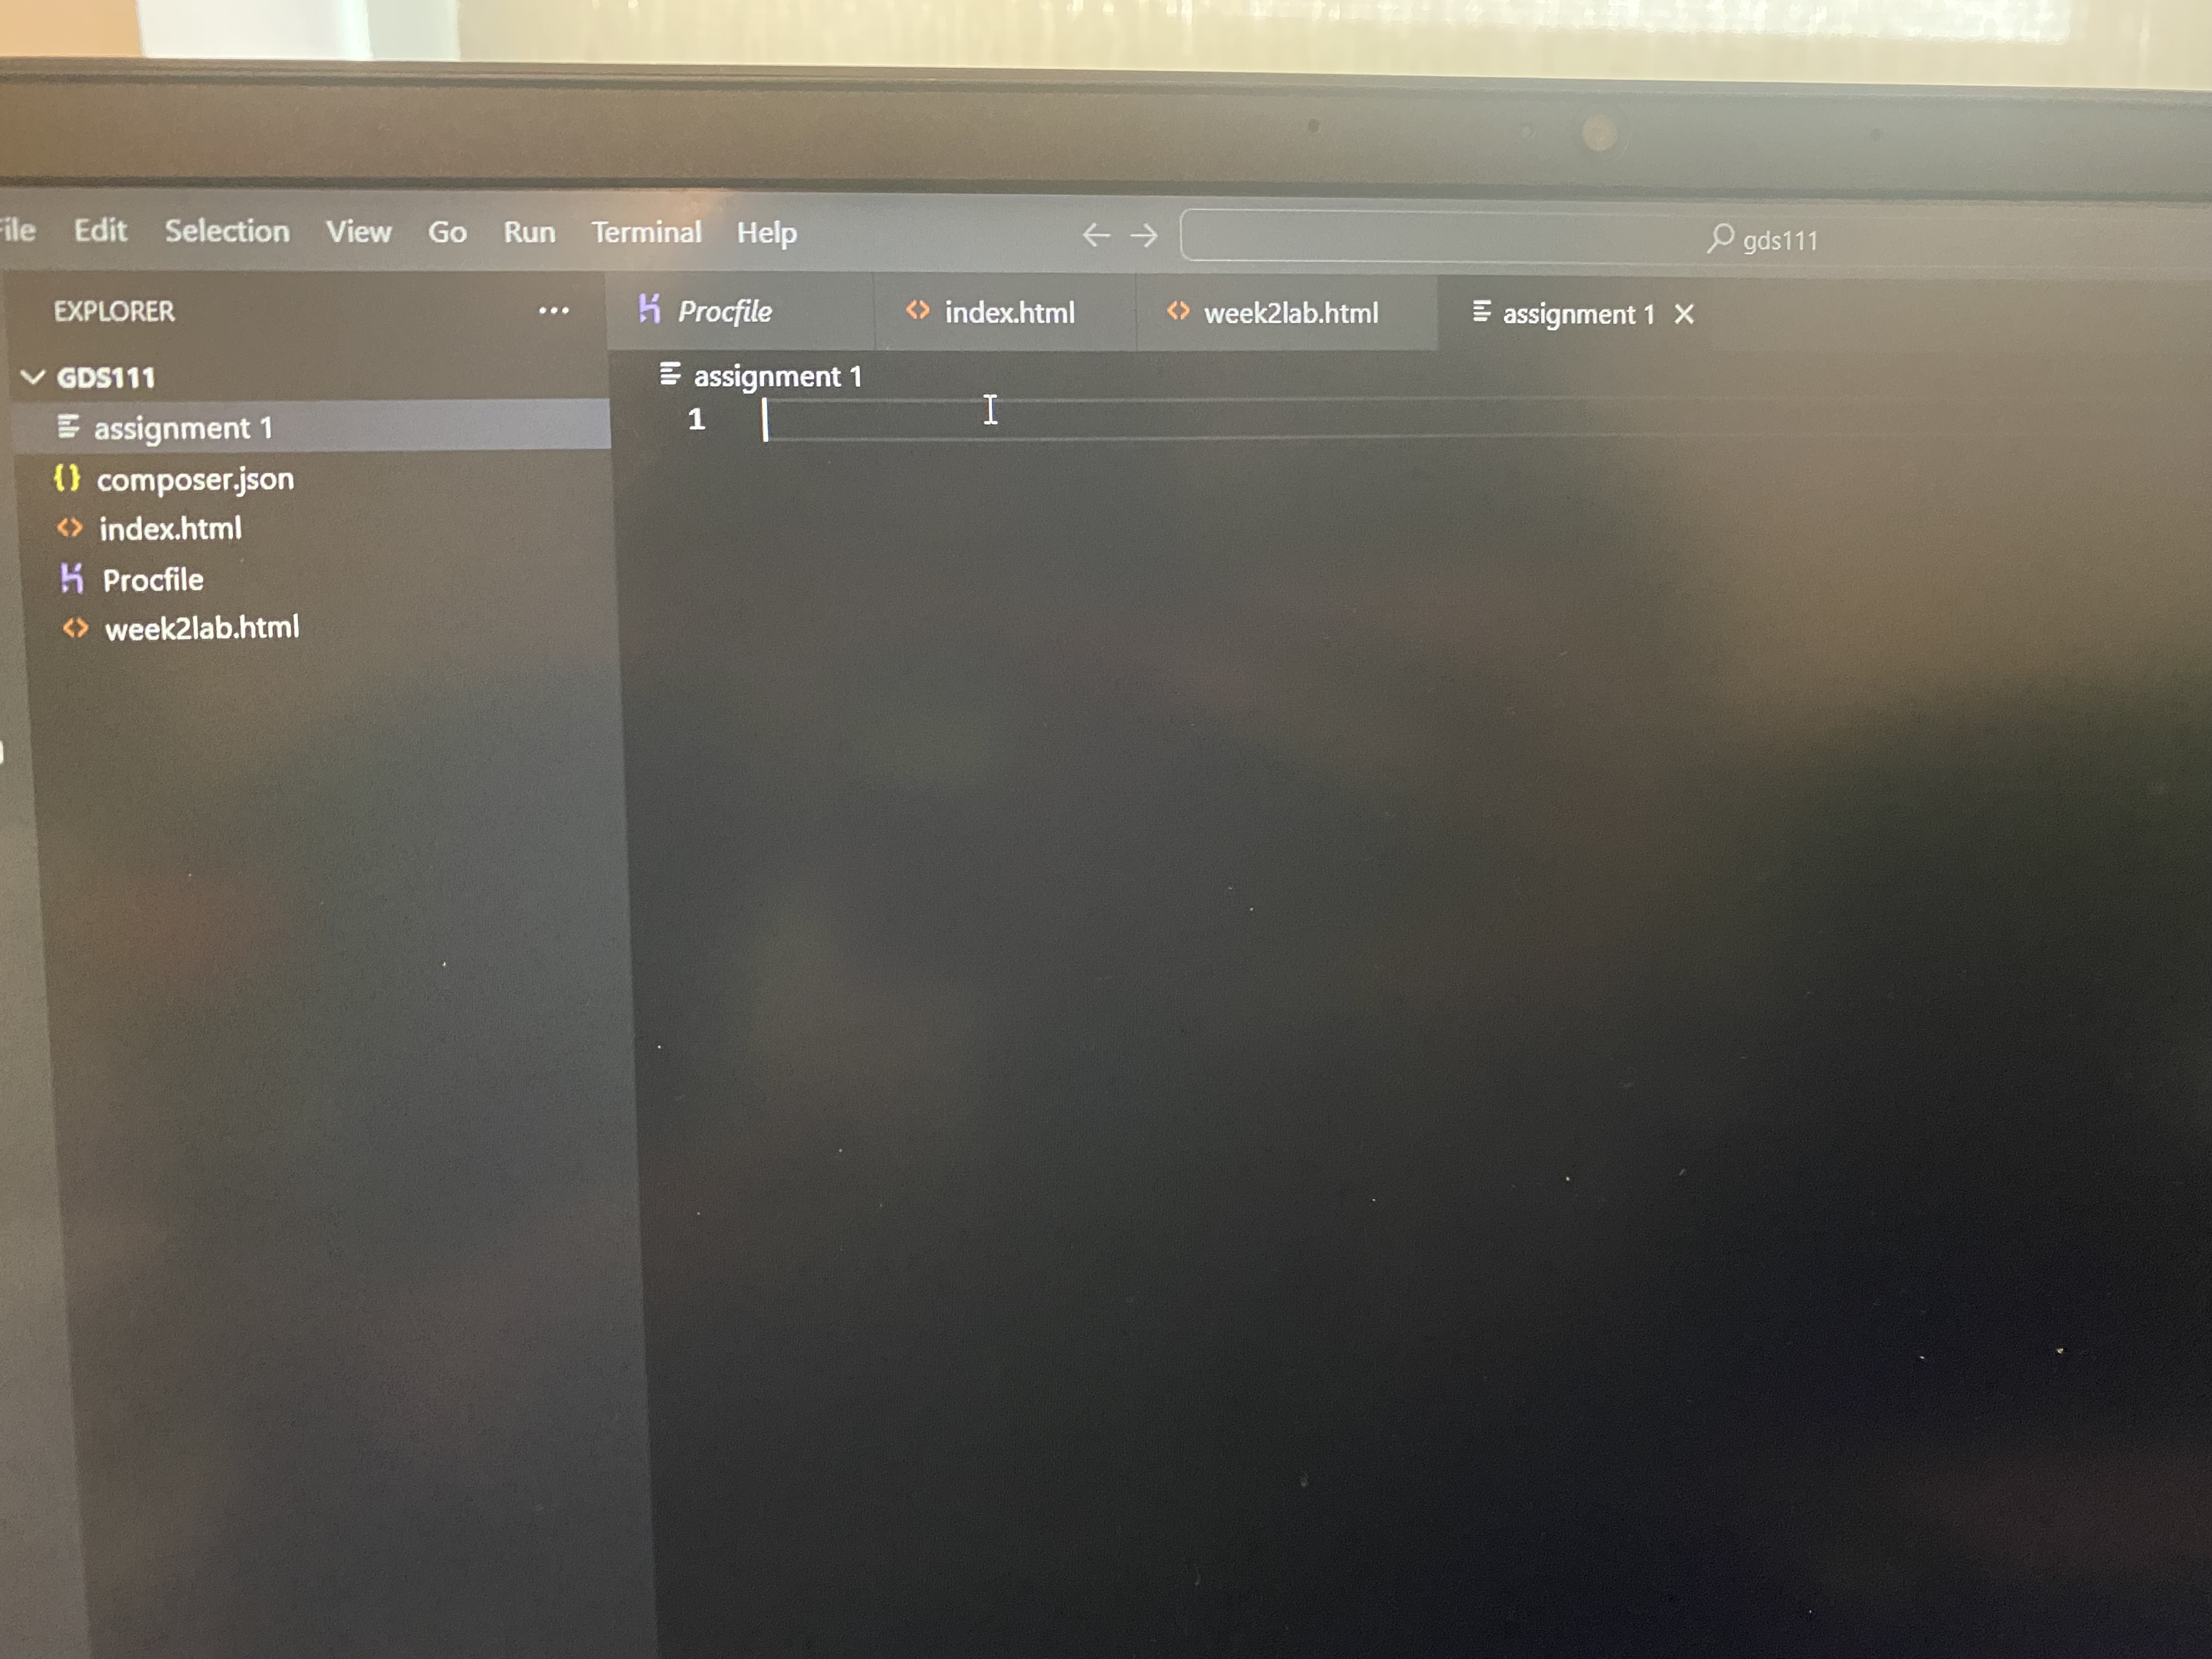 Edit Selection View Go Run Terminal Help
gds111
EXPLORER
Procfile
index.html
week2lab.html
assignment 1
GDS111
assignment 1
composer.json
index.html
Procfile
week2lab.html
assignment 1
1